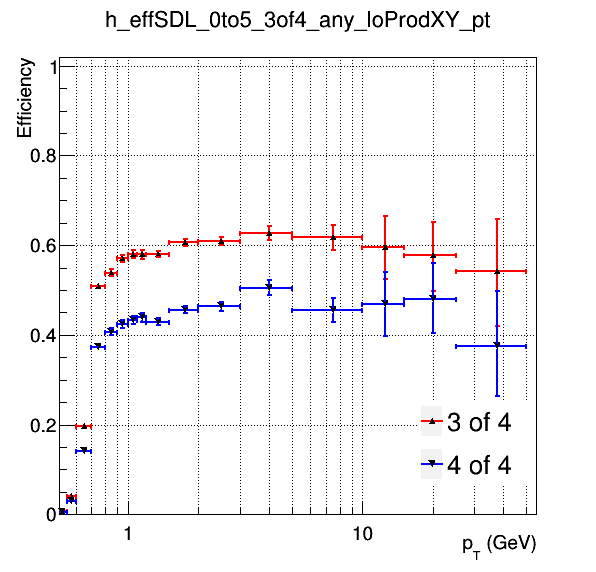 h_effSDL_0to5_3of4_any_loProdXY_pt
Efficiency
1
0.8
0.6
0.4
0.2
0
3 of 4
4 of 4
1
10
p_T (GeV)